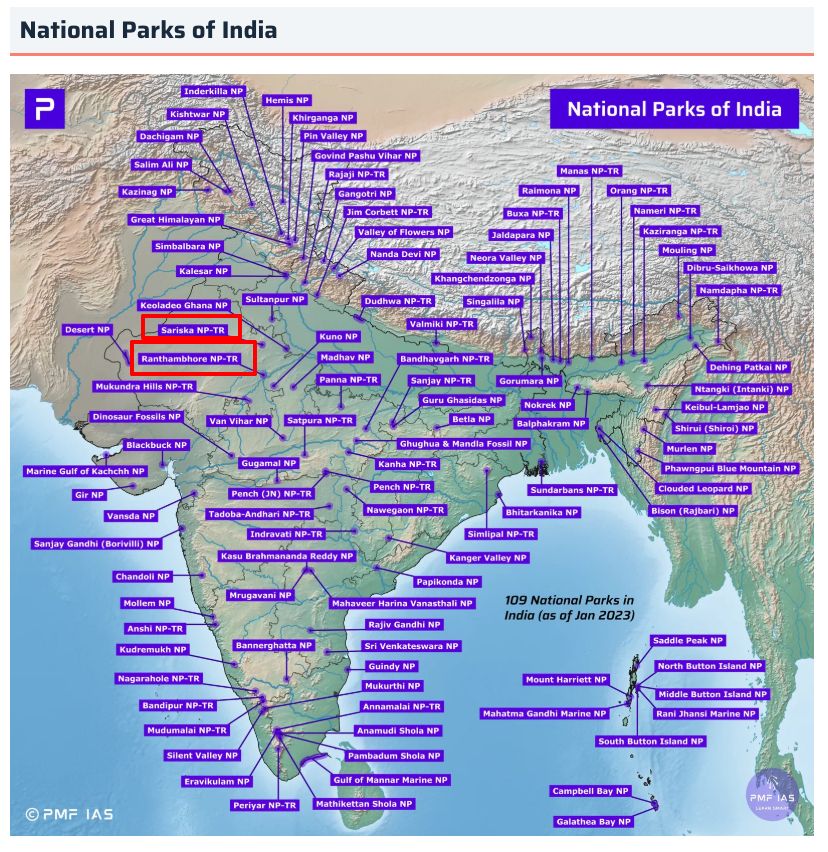 National Parks of India
P
National Parks of India
Inderkilla NP
Hemis NP
Kishtwar NP
Khirganga NP
Dachigam NP
Pin Valley NP
Govind Pashu Vihar NP
Salim Ali NP
Rajaji NP-TR
Kazinag NP
Gangotri NP
Jim Corbett NP-TR
Great Himalayan NP
Valley of Flowers NP
Simbalbara NP
Nanda Devi NP
Kalesar NP
Manas NP-TR
Raimona NP
Orang NP-TR
Buxa NP-TR
Nameri NP-TR
Jaldapara NP
Kaziranga NP-TR
Neora Valley NP
Mouling NP
Khangchendzonga NP
Dibru-Saikhowa NP
Singalila NP
Namdapha NP-TR
Keoladeo Ghana NP
Sultanpur NP
Dudhwa NP-TR
Desert NP
Sariska NP-TR
Kuno NP
Valmiki NP-TR
Ranthambhore NP-TR
Madhav NP
Bandhavgarh NP-TR
Dehing Patkai NP
Mukundra Hills NP-TR
Panna NP-TR
Sanjay NP-TR
Gorumara NP
Ntangki (Intanki) NP
Guru Ghasidas NP
Nokrek NP
Keibul-Lamjao NP
Dinosaur Fossils NP
Van Vihar NP
Satpura NP-TR
Betla NP
Balphakram NP
Shirui (Shiroi) NP
Blackbuck NP
Ghughua & Mandla Fossil NP
Murlen NP
Marine Gulf of Kachchh NP
Gugamal NP
Kanha NP-TR
Phawngpui Blue Mountain NP
Gir NP
Pench (JN) NP-TR
Pench NP-TR
Sundarbans NP-TR
Clouded Leopard NP
Vansda NP
Tadoba-Andhari NP-TR
Nawegaon NP-TR
Bhitarkanika NP
Bison (Rajbari) NP
Sanjay Gandhi (Borivilli) NP
Indravati NP-TR
Simlipal NP-TR
Kasu Brahmananda Reddy NP
Kanger Valley NP
Chandoli NP
Papikonda NP
Mrugavani NP
Mahaveer Harina Vanasthali NP
109 National Parks in
India (as of Jan 2023)
Mollem NP
Anshi NP-TR
Rajiv Gandhi NP
Kudremukh NP
Bannerghatta NP
Sri Venkateswara NP
Saddle Peak NP
Nagarahole NP-TR
Guindy NP
Mount Harriett NP
North Button Island NP
Bandipur NP-TR
Mukurthi NP
Middle Button Island NP
Mudumalai NP-TR
Annamalai NP-TR
Mahatma Gandhi Marine NP
Rani Jhansi Marine NP
Silent Valley NP
Anamudi Shola NP
South Button Island NP
Pambadum Shola NP
Eravikulam NP
Gulf of Mannar Marine NP
Campbell Bay NP
Periyar NP-TR
Mathikettan Shola NP
Galathea Bay NP
© PMF IAS
PMF IAS
LEARN SMART